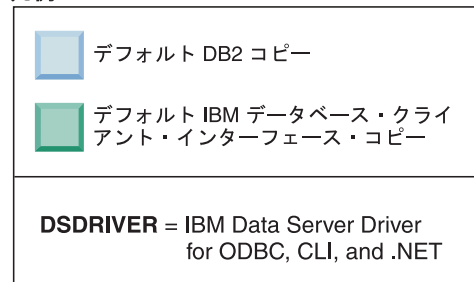 デフォルト DB2 コピー
デフォルト IBM データベース・クライ
アント・インターフェース・コピー
DSDRIVER = IBM Data Server Driver
for ODBC, CLI, and .NET